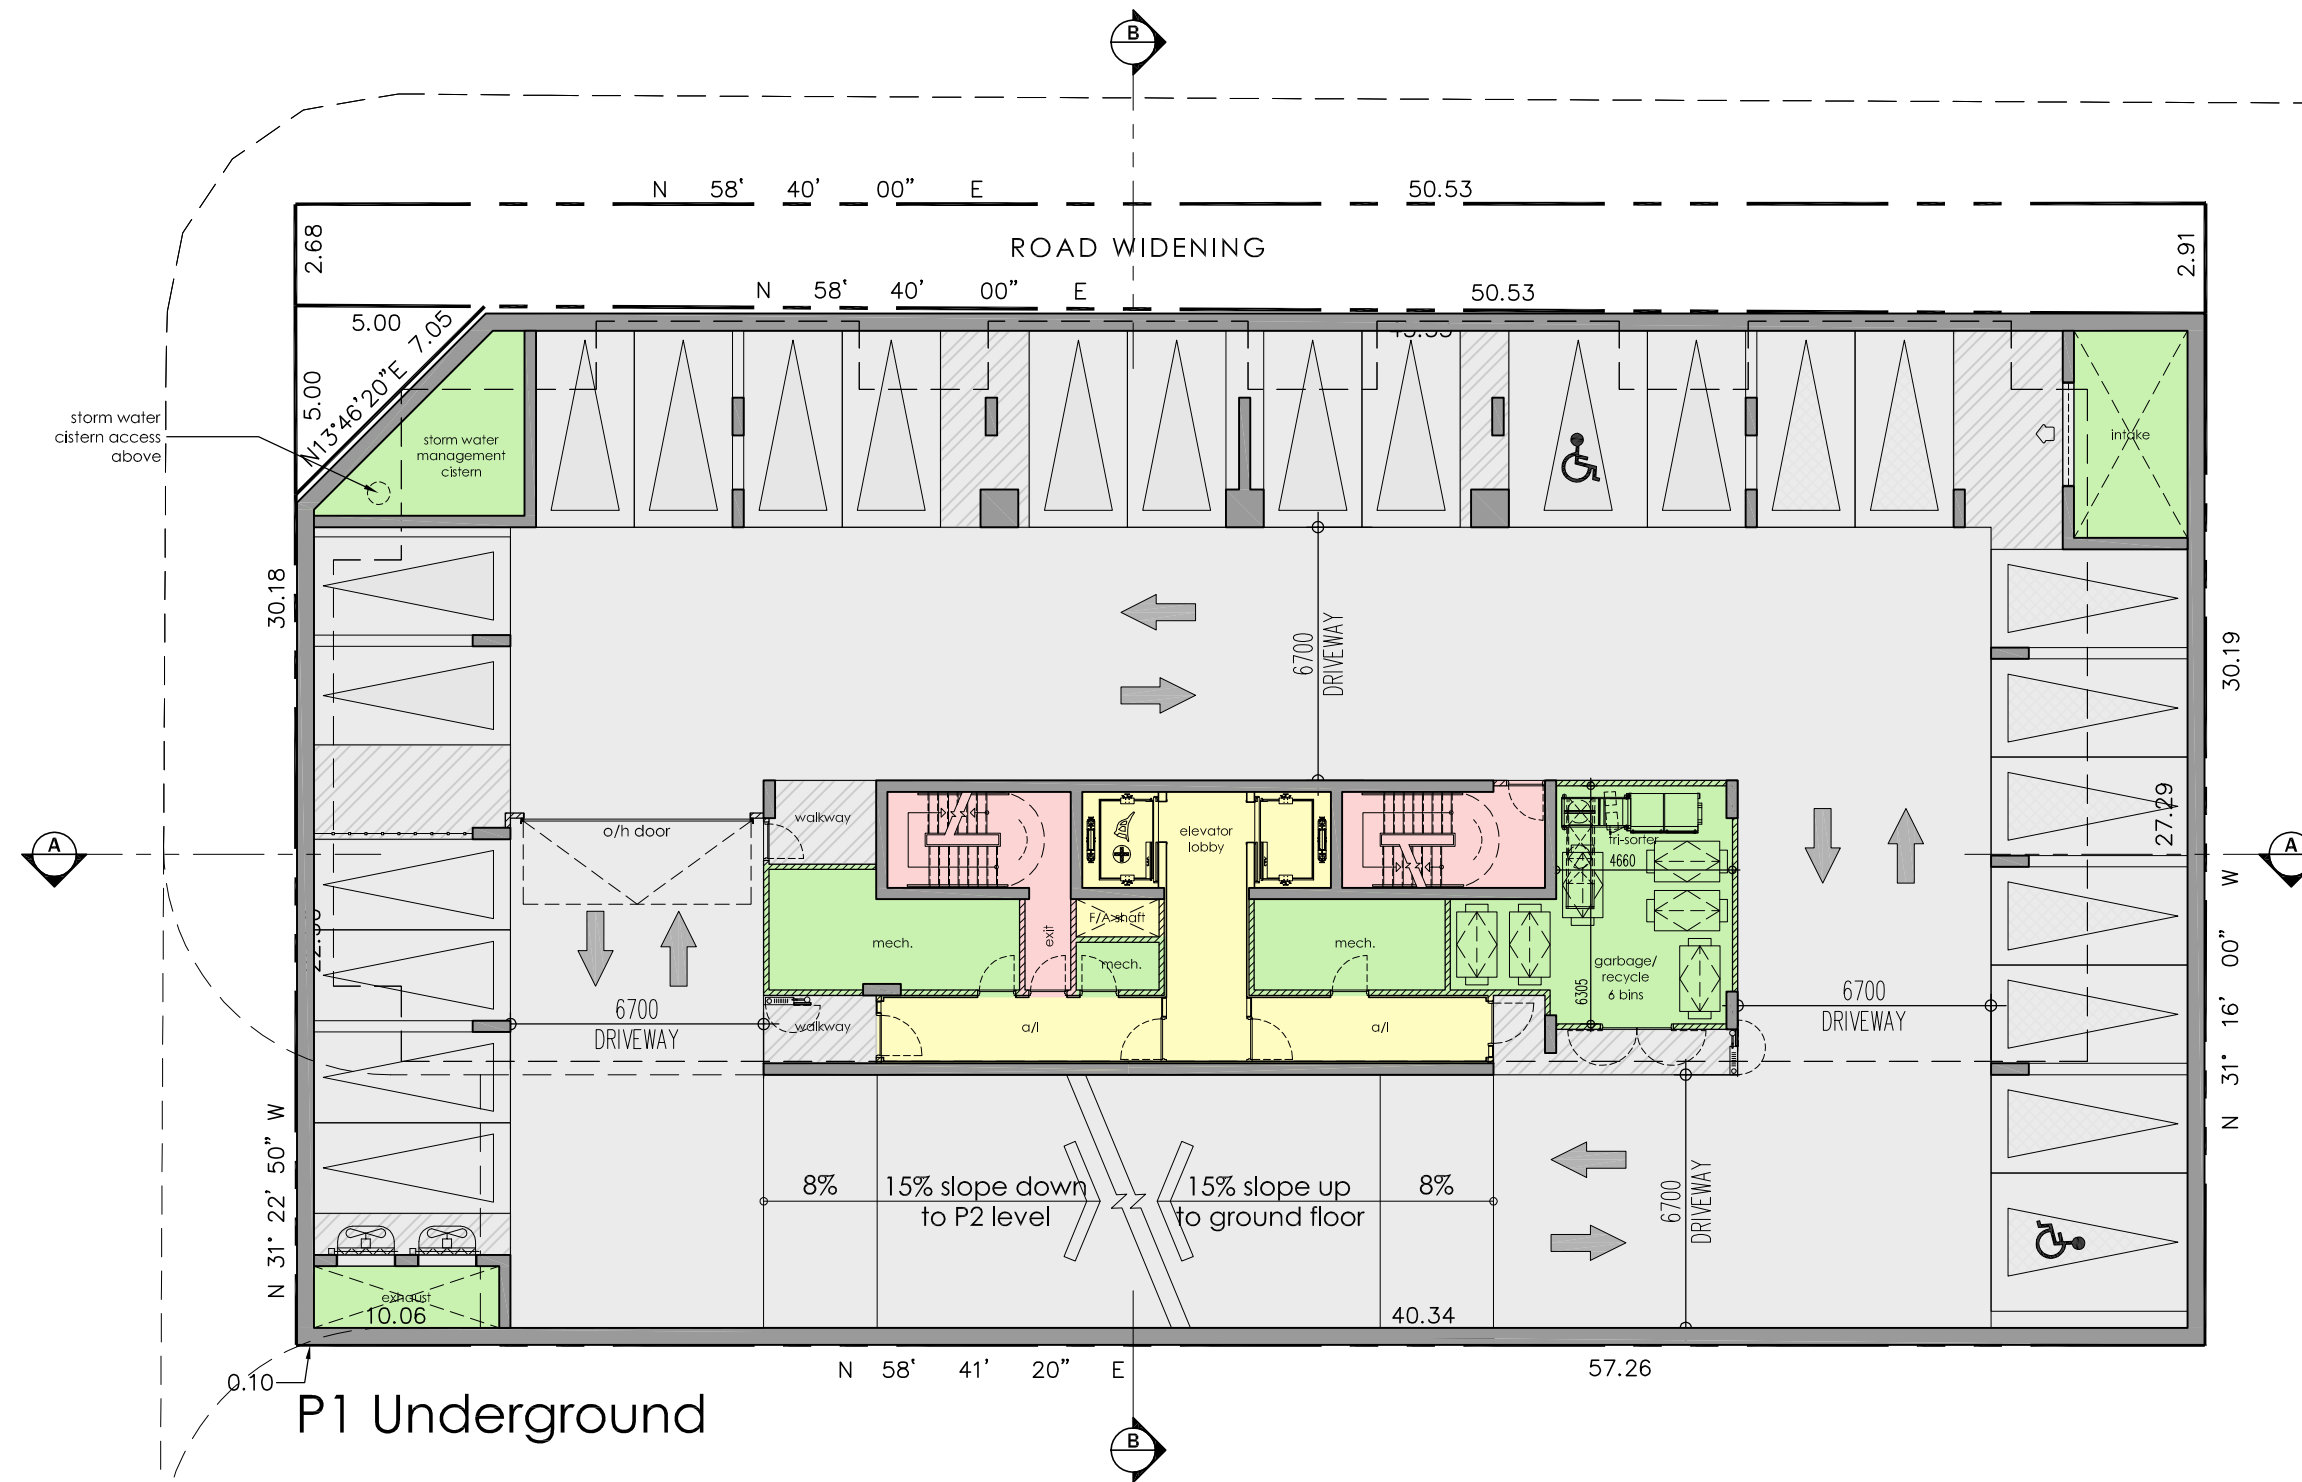 B
N 58' 40' 00" E
50.53
2.68
ROAD WIDENING
2.91
N 58' 40' 00" E
50.53
5.00
7.05
5.00
N13°46'20"E
storm water
cistern access
above
storm water
management
cistern
intake
30.18
6700
DRIVEWAY
30.19
27.29
A
o/h door
walkway
elevator
lobby
tri-sorter
4660
A
F/A shaft
exit
mech.
mech.
mech.
garbage/
recycle
6 bins
6305
6700
DRIVEWAY
walkway
a/l
a/l
6700
DRIVEWAY
N 31° 16' 00" W
N 31° 22' 50" W
8%
15% slope down
to P2 level
15% slope up
to ground floor
8%
6700
DRIVEWAY
exhaust
10.06
40.34
0.10
N 58' 41' 20" E
57.26
P1 Underground
B